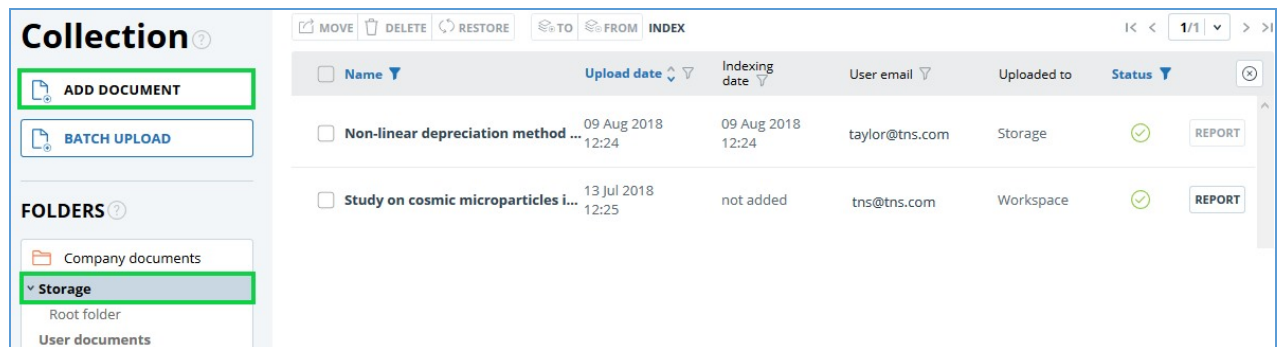 Collection
ADD DOCUMENT
BATCH UPLOAD
FOLDERS
Company documents
Storage
Root folder
User documents
MOVE DELETE RESTORE TO FROM INDEX 1/1
Name Upload date Indexing date User email Uploaded to Status
Non-linear depreciation method ... 09 Aug 2018 12:24 09 Aug 2018 12:24 taylor@tns.com Storage REPORT
Study on cosmic microparticles i... 13 Jul 2018 12:25 not added tns@tns.com Workspace REPORT